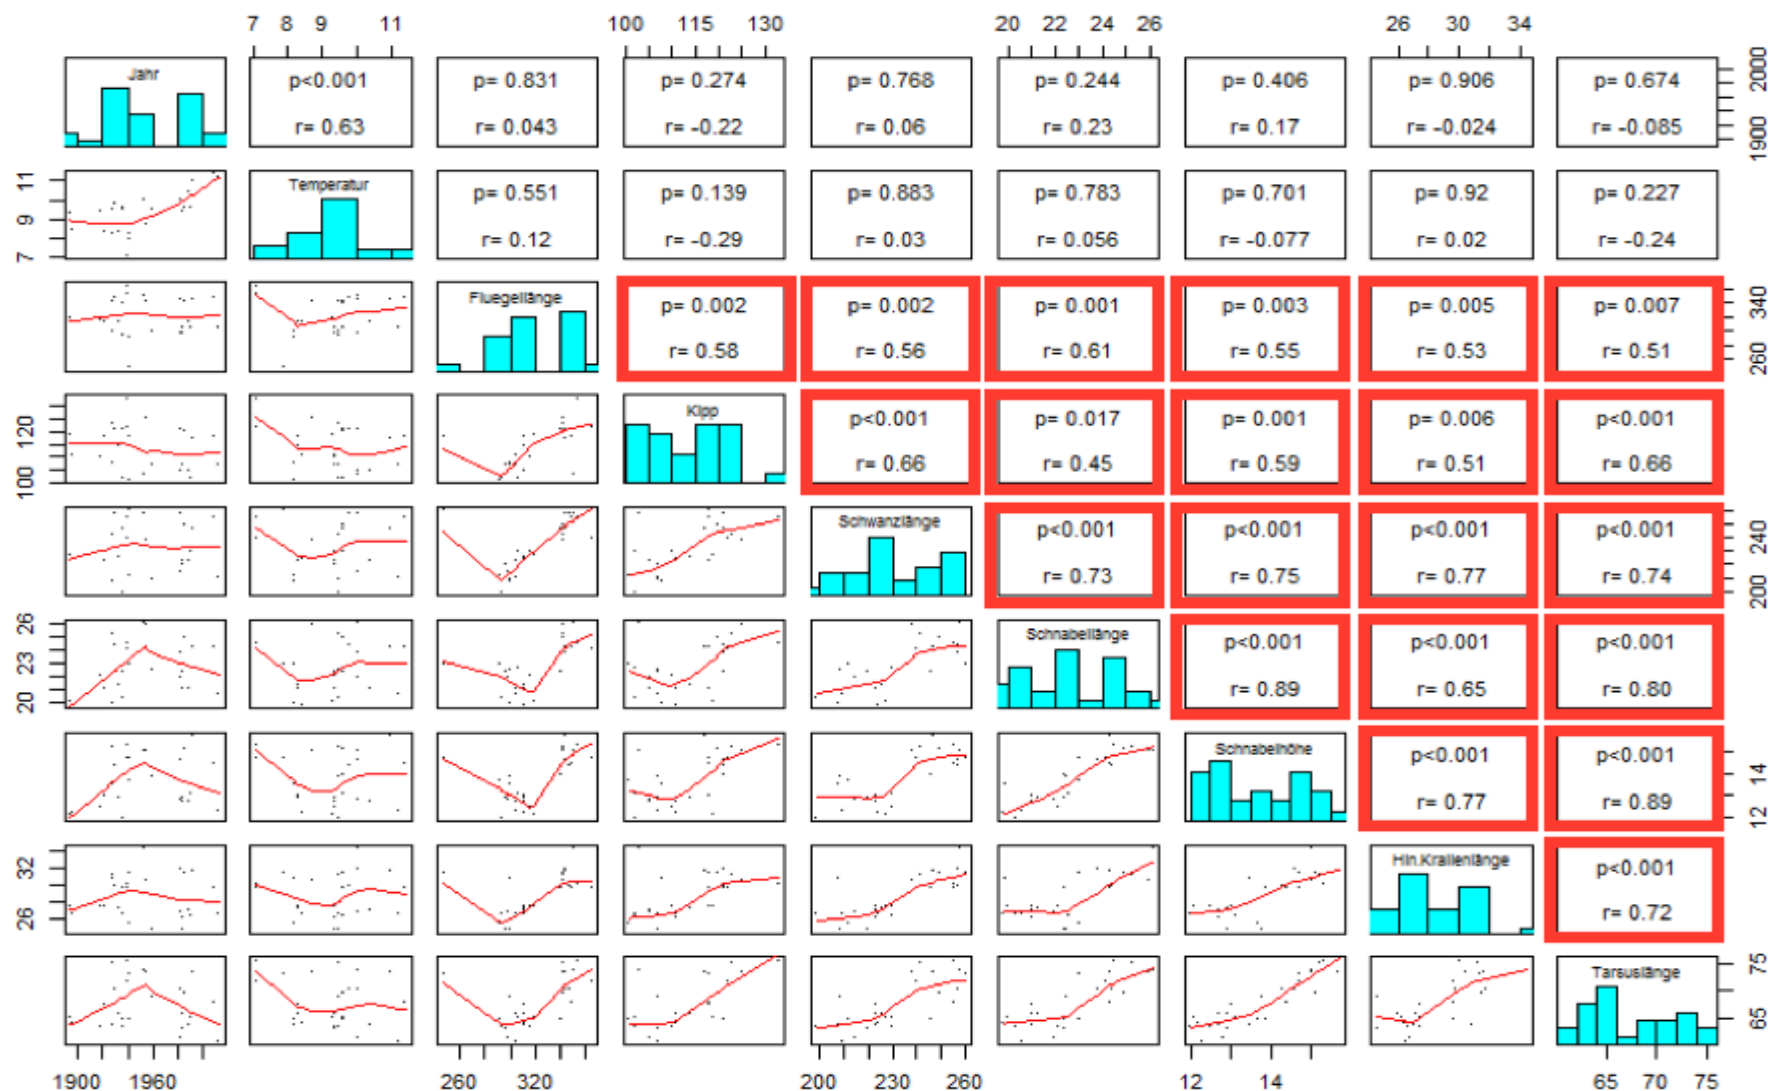 7 8 9 11 100 115 130 20 22 24 26 26 30 34
Jahr
p<0.001
p= 0.831
p= 0.274
p= 0.768
p= 0.244
p= 0.406
p= 0.906
p= 0.674
r= 0.63
r= 0.043
r= -0.22
r= 0.06
r= 0.23
r= 0.17
r= -0.024
r= -0.085
1900 2000
7 9 11
Temperatur
p= 0.551
p= 0.139
p= 0.883
p= 0.783
p= 0.701
p= 0.92
p= 0.227
r= 0.12
r= -0.29
r= 0.03
r= 0.056
r= -0.077
r= 0.02
r= -0.24
Fluegellänge
p= 0.002
p= 0.002
p= 0.001
p= 0.003
p= 0.005
p= 0.007
r= 0.58
r= 0.56
r= 0.61
r= 0.55
r= 0.53
r= 0.51
260 340
100 120
Kipp
p<0.001
p= 0.017
p= 0.001
p= 0.006
p<0.001
r= 0.66
r= 0.45
r= 0.59
r= 0.51
r= 0.66
Schwanzlänge
p<0.001
p<0.001
p<0.001
p<0.001
r= 0.73
r= 0.75
r= 0.77
r= 0.74
200 240
20 23 26
Schnabellänge
p<0.001
p<0.001
p<0.001
r= 0.89
r= 0.65
r= 0.80
Schnabelhöhe
p<0.001
p<0.001
r= 0.77
r= 0.89
12 14
26 32
Hin.Krallenlänge
p<0.001
r= 0.72
Tarsuslänge
65 75
1900 1960 260 320 200 230 260 12 14 65 70 75